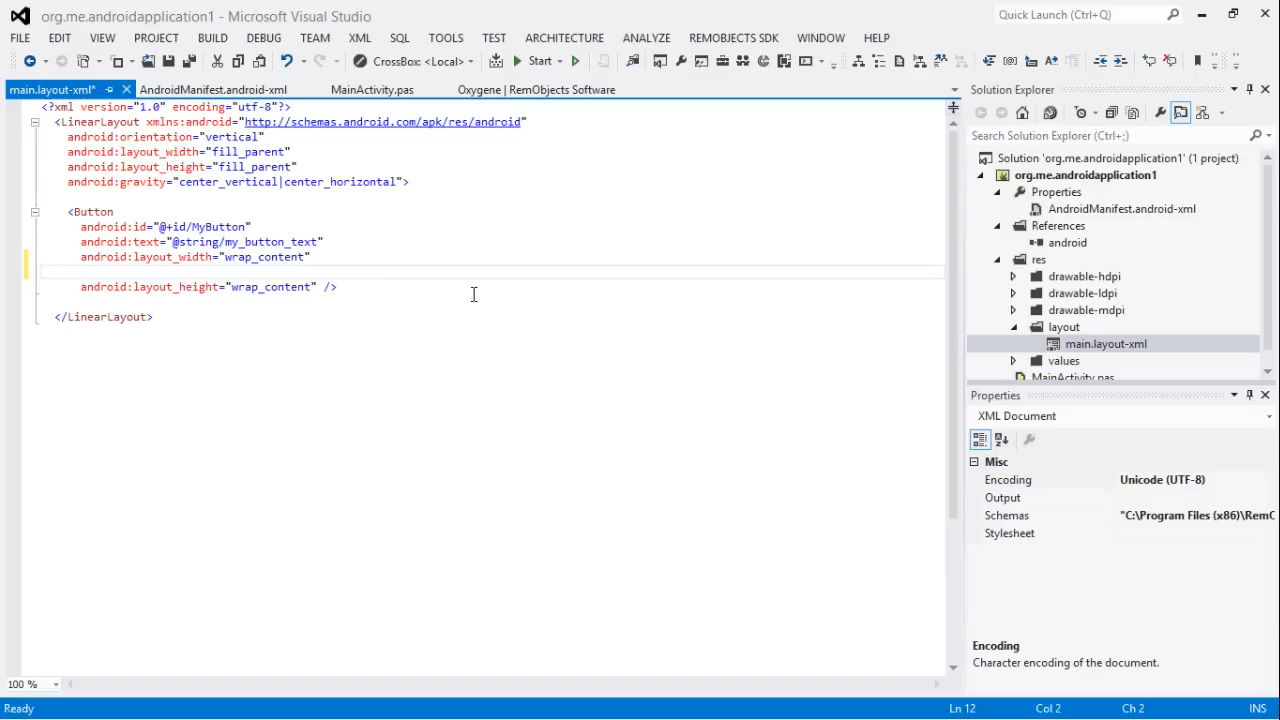 org.me.androidapplication1 - Microsoft Visual Studio
Quick Launch (Ctrl+Q)
FILE EDIT VIEW PROJECT BUILD DEBUG TEAM XML SQL TOOLS TEST ARCHITECTURE ANALYZE REMOBJECTS SDK WINDOW HELP
CrossBox: <Local> Start
main.layout-xml* AndroidManifest.android-xml MainActivity.pas Oxygene | RemObjects Software
<?xml version="1.0" encoding="utf-8"?>
<LinearLayout xmlns:android="http://schemas.android.com/apk/res/android"
android:orientation="vertical"
android:layout_width="fill_parent"
android:layout_height="fill_parent"
android:gravity="center_vertical|center_horizontal">
<Button
android:id="@+id/MyButton"
android:text="@string/my_button_text"
android:layout_width="wrap_content"
android:layout_height="wrap_content" />
</LinearLayout>
100 %
Solution Explorer
Search Solution Explorer (Ctrl+;)
Solution 'org.me.androidapplication1' (1 project)
org.me.androidapplication1
Properties
AndroidManifest.android-xml
References
android
res
drawable-hdpi
drawable-ldpi
drawable-mdpi
layout
main.layout-xml
values
MainActivity.pas
Properties
XML Document
Misc
Encoding Unicode (UTF-8)
Output
Schemas "C:\Program Files (x86)\RemC
Stylesheet
Encoding
Character encoding of the document.
Ready Ln 12 Col 2 Ch 2 INS